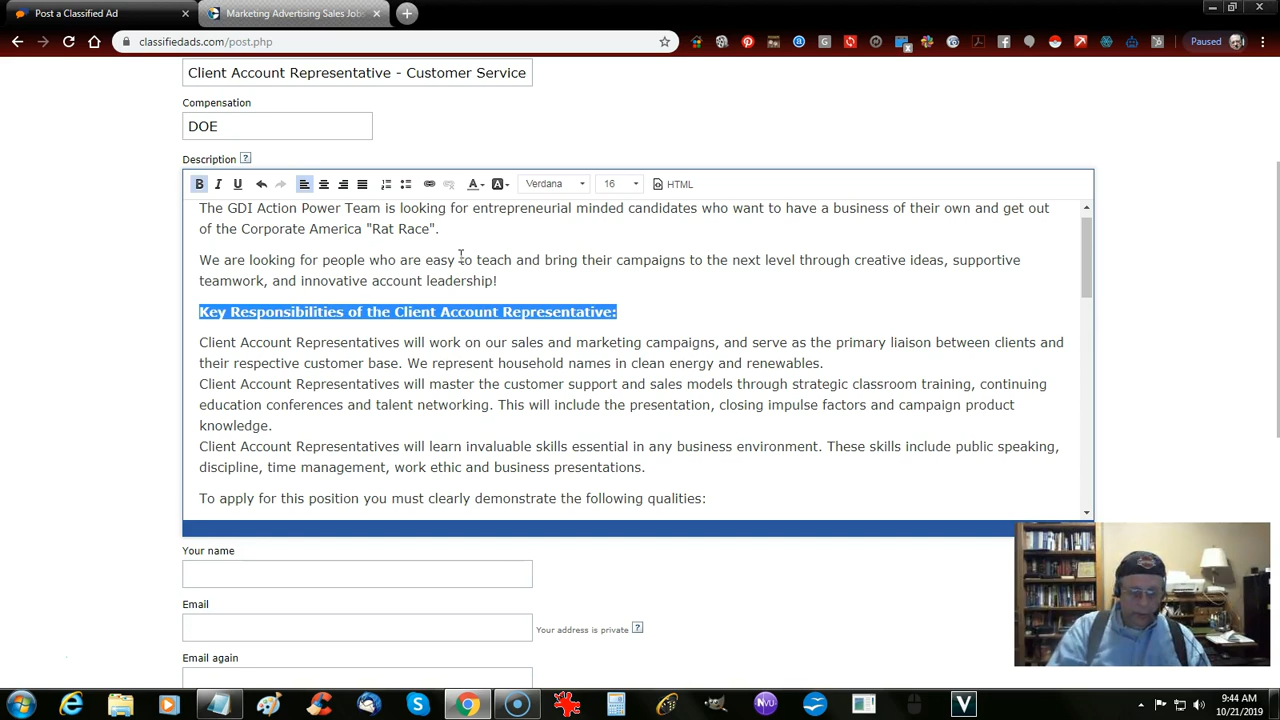 Post a Classified Ad
Marketing Advertising Sales Jobs
classifiedads.com/post.php
Paused
Client Account Representative - Customer Service
Compensation
DOE
Description ?
B I U A A Verdana 16 HTML
The GDI Action Power Team is looking for entrepreneurial minded candidates who want to have a business of their own and get out
of the Corporate America "Rat Race".
We are looking for people who are easy to teach and bring their campaigns to the next level through creative ideas, supportive
teamwork, and innovative account leadership!
Key Responsibilities of the Client Account Representative:
Client Account Representatives will work on our sales and marketing campaigns, and serve as the primary liaison between clients and
their respective customer base. We represent household names in clean energy and renewables.
Client Account Representatives will master the customer support and sales models through strategic classroom training, continuing
education conferences and talent networking. This will include the presentation, closing impulse factors and campaign product
knowledge.
Client Account Representatives will learn invaluable skills essential in any business environment. These skills include public speaking,
discipline, time management, work ethic and business presentations.
To apply for this position you must clearly demonstrate the following qualities:
Your name
Email
Your address is private ?
Email again
9:44 AM
10/21/2019